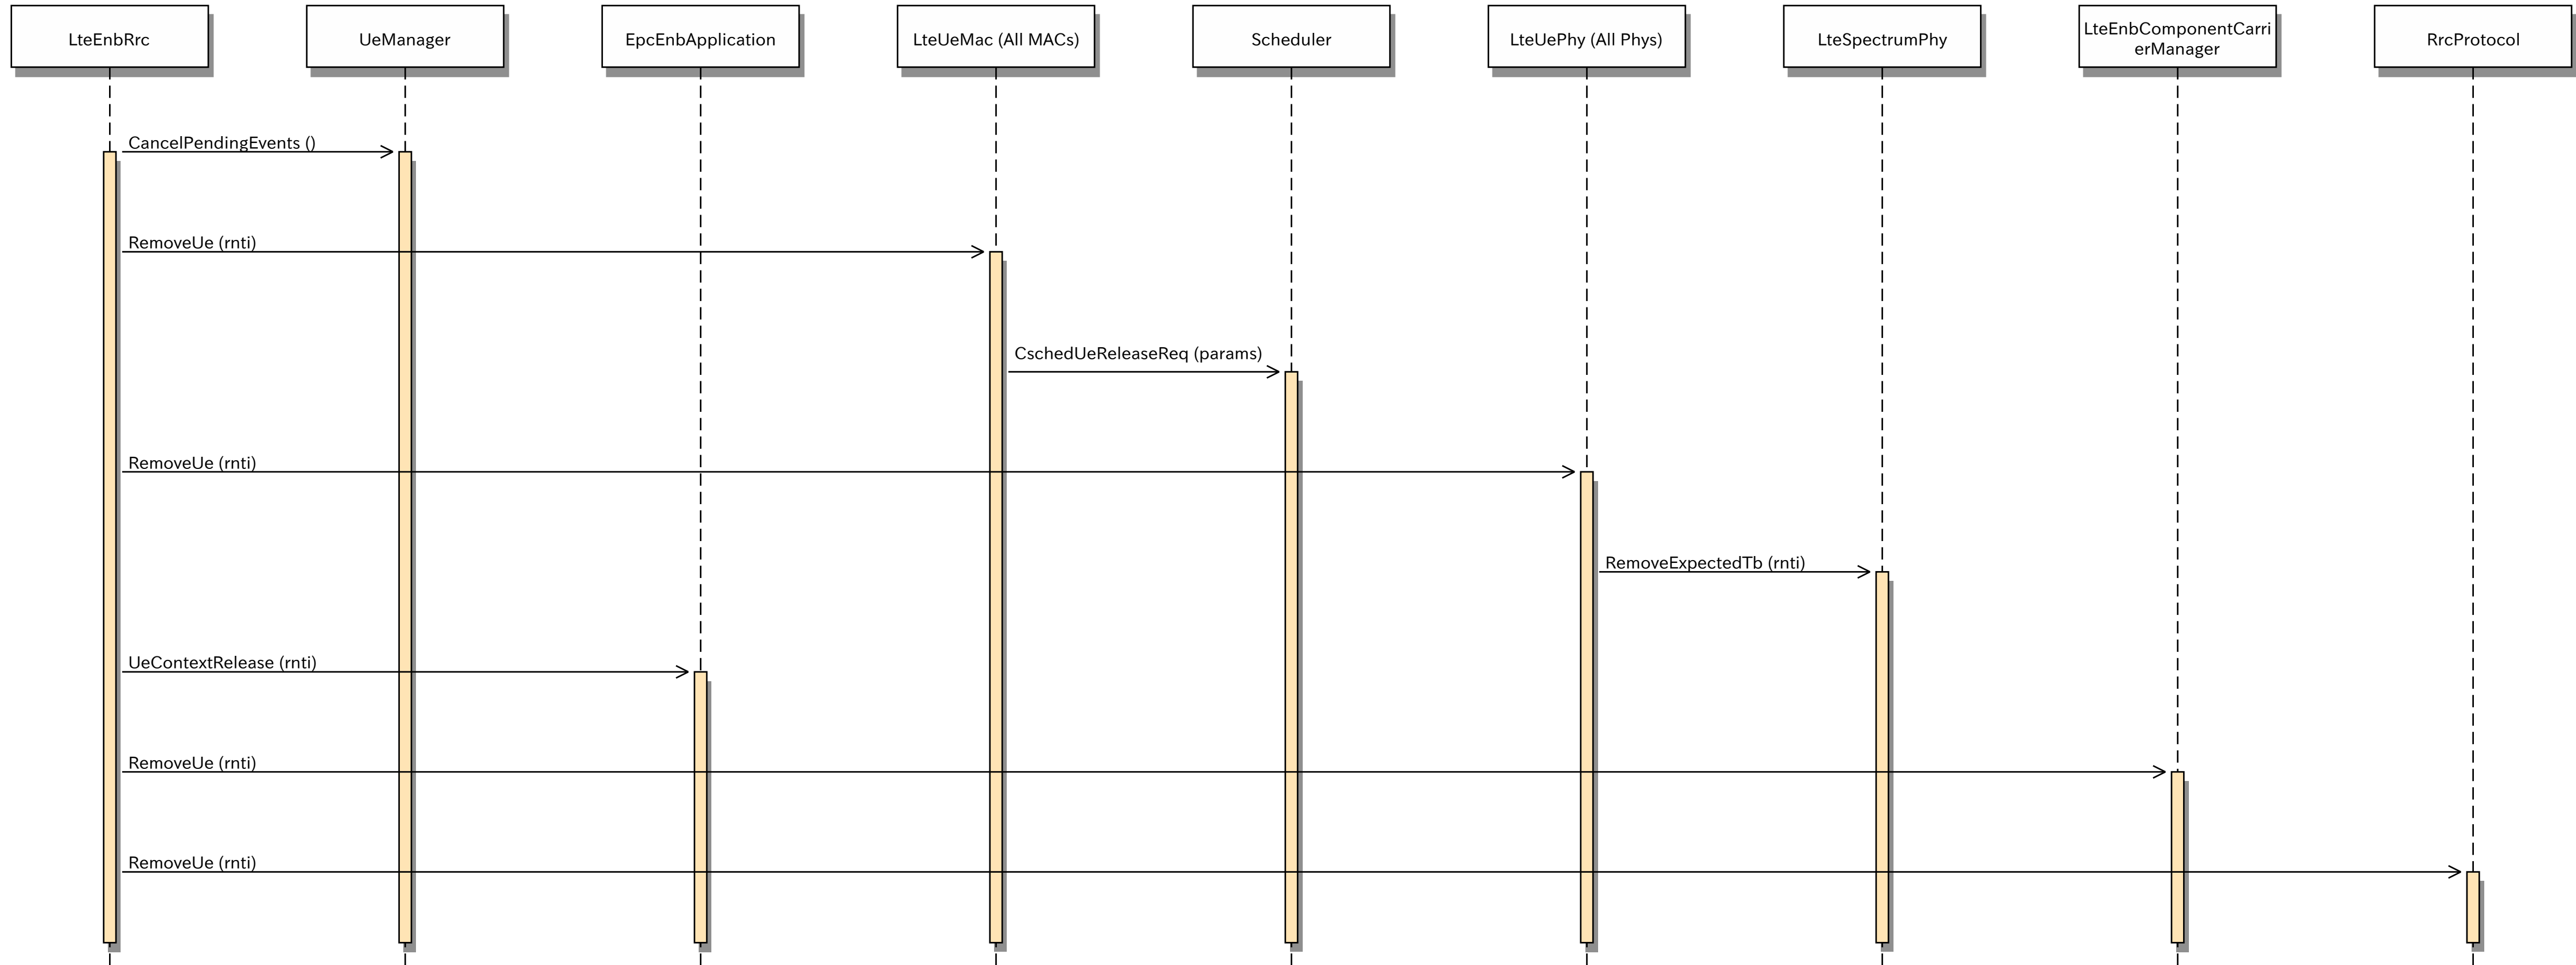 LteEnbRrc
UeManager
EpcEnbApplication
LteUeMac (All MACs)
Scheduler
LteUePhy (All Phys)
LteSpectrumPhy
LteEnbComponentCarri
erManager
RrcProtocol
CancelPendingEvents ()
RemoveUe (rnti)
CschedUeReleaseReq (params)
RemoveUe (rnti)
RemoveExpectedTb (rnti)
UeContextRelease (rnti)
RemoveUe (rnti)
RemoveUe (rnti)